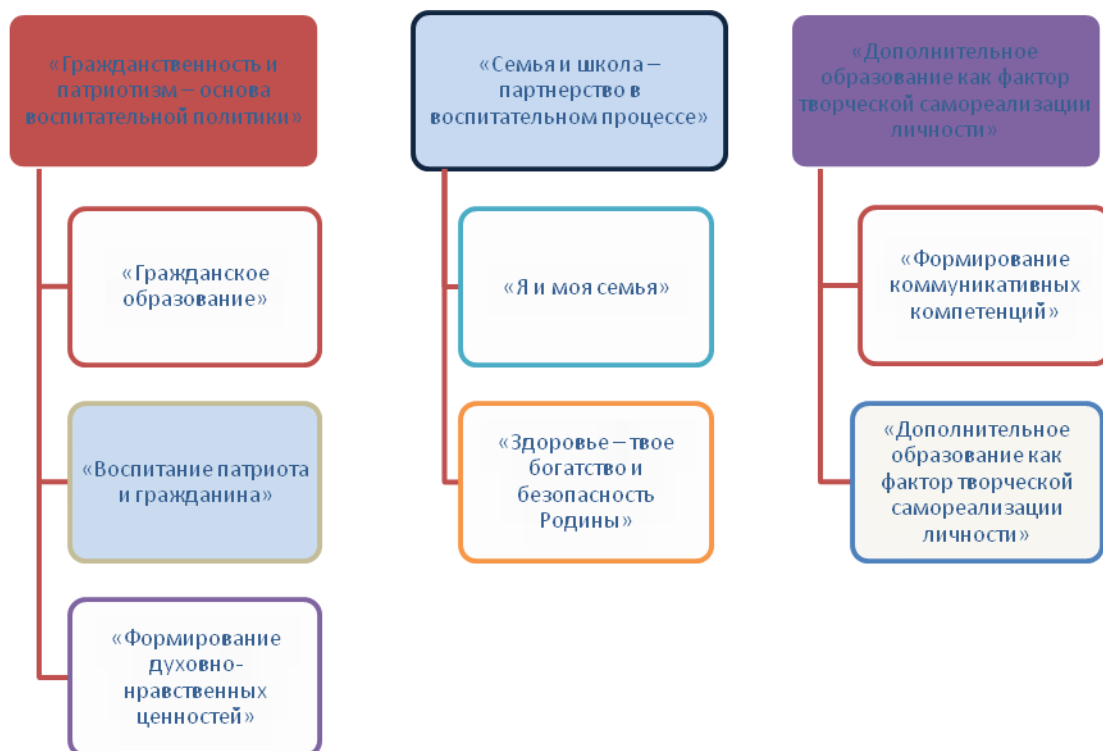 «Гражданственность и
патриотизм – основа
воспитательной политики»
«Гражданское
образование»
«Воспитание патриота
и гражданина»
«Формирование
духовно-
нравственных
ценностей»
«Семья и школа –
партнерство в
воспитательном процессе»
«Я и моя семья»
«Здоровье – твое
богатство и
безопасность
Родины»
«Дополнительное
образование как фактор
творческой самореализации
личности»
«Формирование
коммуникативных
компетенций»
«Дополнительное
образование как
фактор творческой
самореализации
личности»